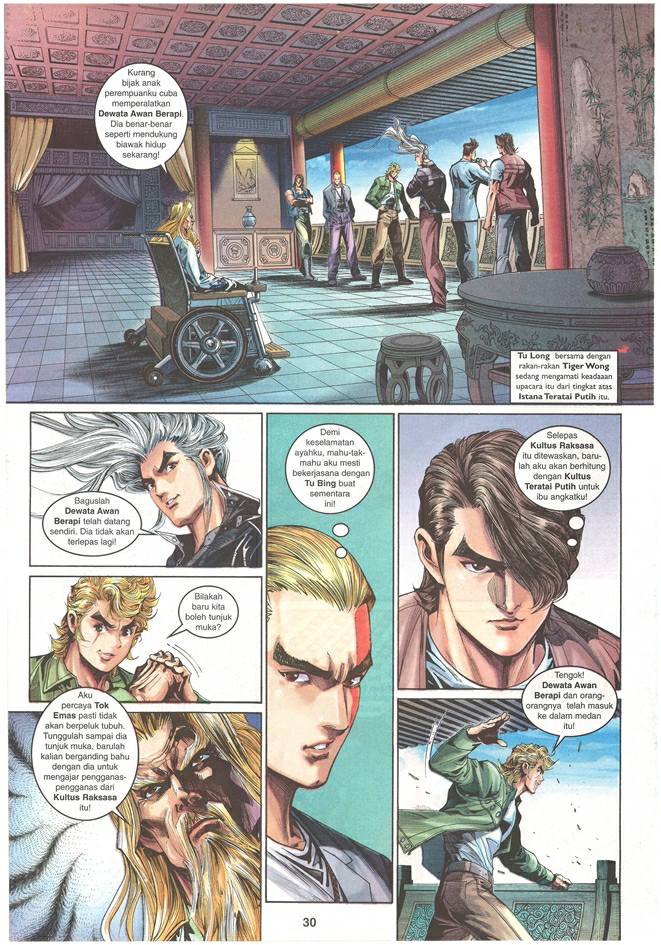 Kurang
bijak anak
perempuanku cuba
memperalatkan
Dewata Awan Berapi.
Dia benar-benar
seperti mendukung
biawak hidup
sekarang!
Tu Long bersama dengan
rakan-rakan Tiger Wong
sedang mengamati keadaaan
upacara itu dari tingkat atas
Istana Teratai Putih itu.
Baguslah
Dewata Awan
Berapi telah datang
sendiri. Dia tidak akan
terlepas lagi!
Bilakah
baru kita
boleh tunjuk
muka?
Aku
percaya Tok
Emas pasti tidak
akan berpeluk tubuh.
Tunggulah sampai dia
tunjuk muka, barulah
kalian berganding bahu
dengan dia untuk
mengajar pengganas-
pengganas dari
Kultus Raksasa
itu!
Demi
keselamatan
ayahku, mahu-tak-
mahu aku mesti
bekerjasana dengan
Tu Bing buat
sementara
ini!
Selepas
Kultus Raksasa
itu ditewaskan, baru-
lah aku akan berhitung
dengan Kultus
Teratai Putih untuk
ibu angkatku!
Tengok!
Dewata Awan
Berapi dan orang-
orangnya telah masuk
ke dalam medan
itu!
30